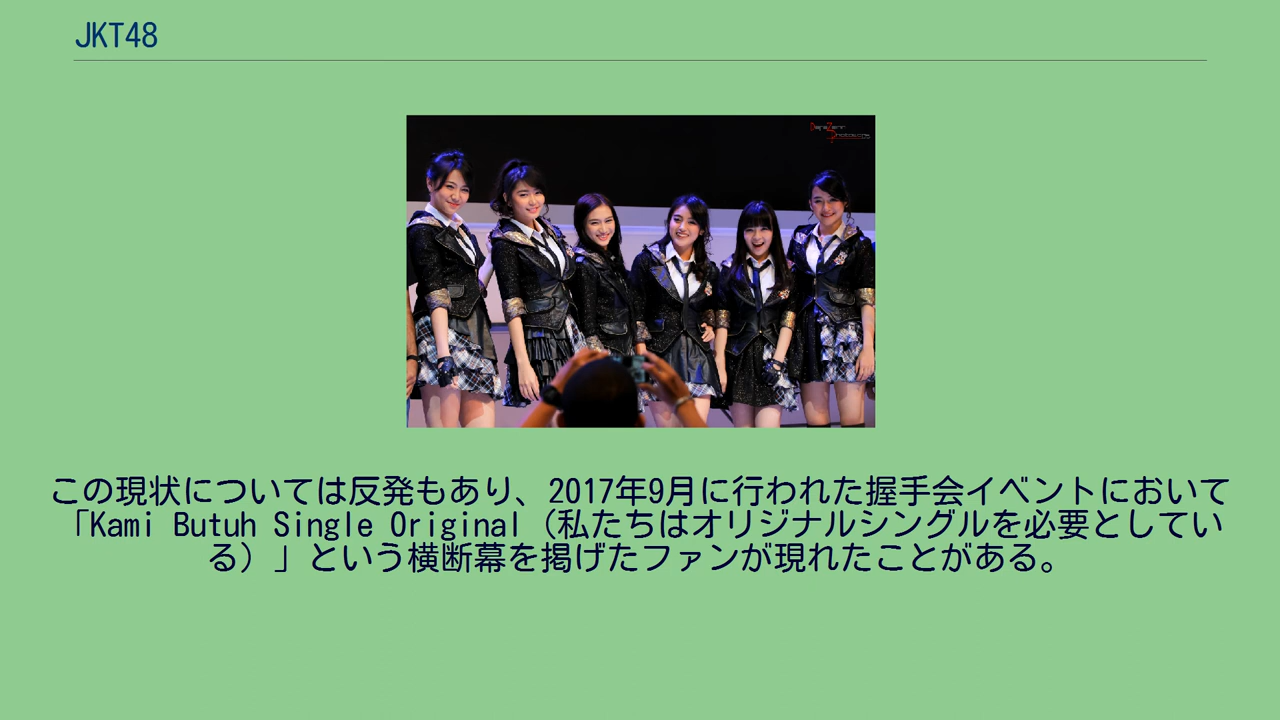 JKT48
この現状については反発もあり、2017年9月に行われた握手会イベントにおいて
「Kami Butuh Single Original（私たちはオリジナルシングルを必要としてい
る）」という横断幕を掲げたファンが現れたことがある。